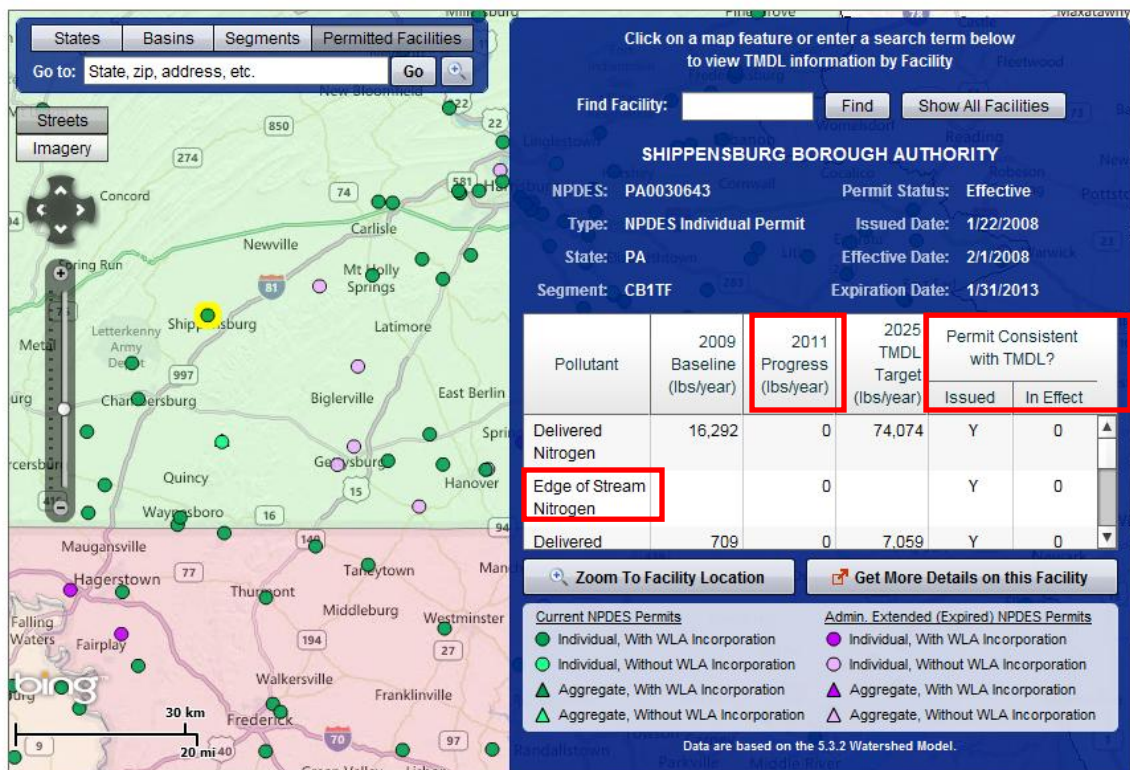 States Basins Segments Permitted Facilities
Go to: State, zip, address, etc. Go
Streets
Imagery
850
274
22
22
74
581
Concord
Carlisle
Newville
Spring Run
Mt Holly
Springs
81
Shippensburg
Letterkenny
Army
Depot
Latimore
997
Chambersburg
Biglerville
East Berlin
Gettysburg
Hanover
Quincy
15
Waynesboro
16
94
140
Maugansville
77
Taneytown
Hagerstown
Thurmont
Middleburg
Westminster
Falling
Waters
Fairplay
194
27
Walkersville
bing
Franklinville
30 km
Frederick
20 mi
40
70
97
9
Green Valley
Click on a map feature or enter a search term below
to view TMDL information by Facility
Find Facility: Find Show All Facilities
SHIPPENSBURG BOROUGH AUTHORITY
NPDES: PA0030643 Permit Status: Effective
Type: NPDES Individual Permit Issued Date: 1/22/2008
State: PA Effective Date: 2/1/2008
Segment: CB1TF Expiration Date: 1/31/2013
Pollutant
2009
Baseline
(lbs/year)
2011
Progress
(lbs/year)
2025
TMDL
Target
(lbs/year)
Permit Consistent
with TMDL?
Issued In Effect
Delivered
Nitrogen
16,292 0 74,074 Y 0
Edge of Stream
Nitrogen
0 Y 0
Delivered 709 0 7,059 Y 0
Zoom To Facility Location Get More Details on this Facility
Current NPDES Permits
Individual, With WLA Incorporation
Individual, Without WLA Incorporation
Aggregate, With WLA Incorporation
Aggregate, Without WLA Incorporation
Admin. Extended (Expired) NPDES Permits
Individual, With WLA Incorporation
Individual, Without WLA Incorporation
Aggregate, With WLA Incorporation
Aggregate, Without WLA Incorporation
Data are based on the 5.3.2 Watershed Model.